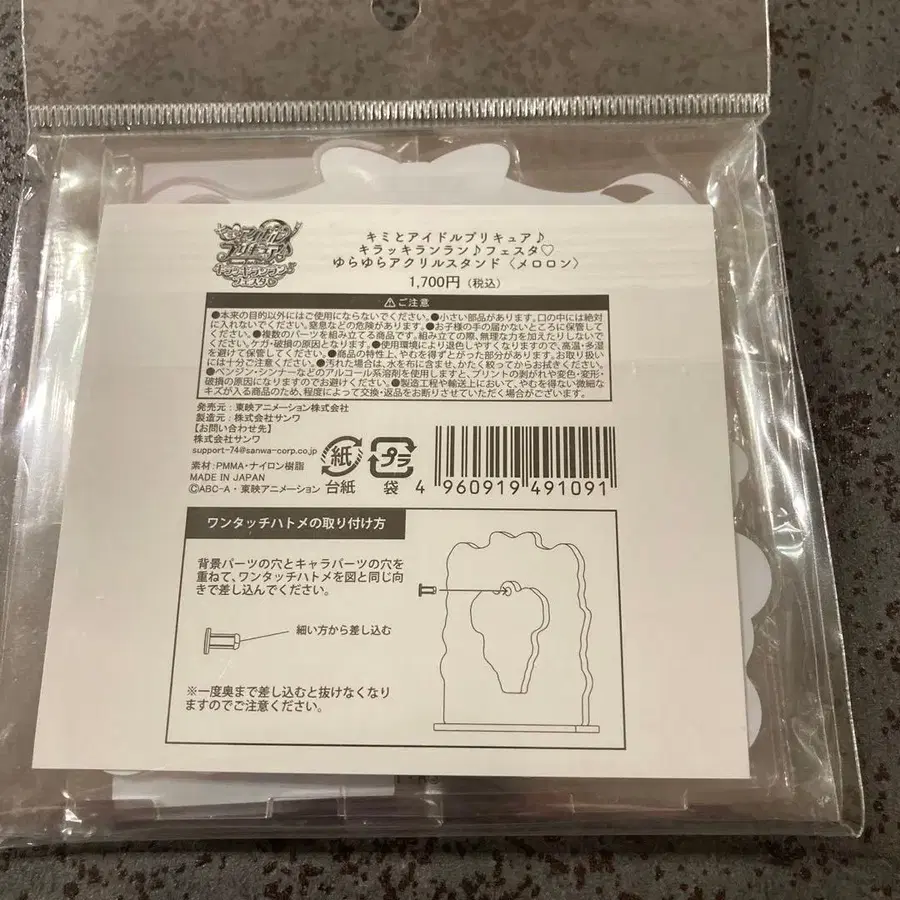 キミとアイドルプリキュア♪
キラッキランラン♪フェスタ♡
キミとアイドルプリキュア♪
キラッキランラン♪フェスタ♡
ゆらゆらアクリルスタンド〈メロロン〉
1,700円（税込）
⚠ご注意
●本来の目的以外にはご使用にならないでください。●小さい部品があります。口の中には絶対
に入れないでください。窒息などの危険があります。●お子様の手の届かないところに保管して
ください。●複数のパーツを組み立てる商品です。組み立ての際、無理な力を加えたりしないで
ください。ケガ・破損の原因となります。●使用環境により退色しやすくなりますので、高温・多湿
を避けて保管してください。●商品の特性上、やむを得ずとがった部分があります。お取り扱い
には十分ご注意ください。●汚れた場合は、水を布に含ませ、かたく絞ってからお拭きください。
●ベンジン・シンナーなどのアルコール系溶剤を使用しますと、プリントの剥がれや変色・変形・
破損の原因になりますのでお避けください。●製造工程や輸送上において、やむを得ない微細な
キズが入る商品のため、程度によって交換・返品をお断りさせていただく場合がございます。
発売元：東映アニメーション株式会社
製造元：株式会社サンワ
【お問い合わせ先】
株式会社サンワ
support-74@sanwa-corp.co.jp
素材：PMMA・ナイロン樹脂
MADE IN JAPAN
©ABC-A・東映アニメーション
紙
台紙
プラ
袋
4 960919 491091
ワンタッチハトメの取り付け方
背景パーツの穴とキャラパーツの穴を
重ねて、ワンタッチハトメを図と同じ向
きで差し込んでください。
細い方から差し込む
※一度奥まで差し込むと抜けなくなり
ますのでご注意ください。